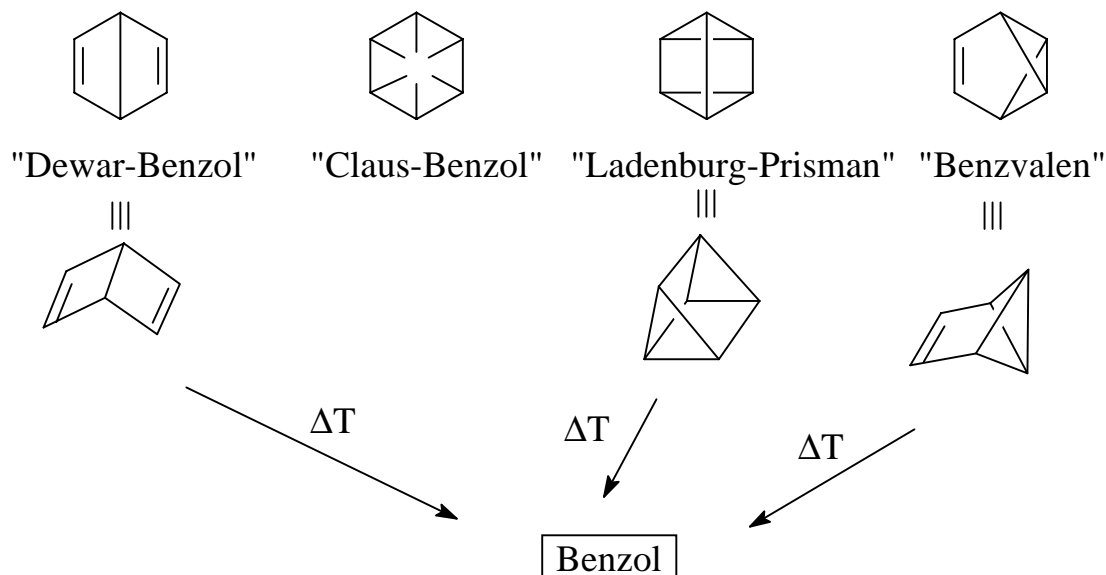 "Dewar-Benzol" "Claus-Benzol" "Ladenburg-Prisman" "Benzvalen"
ΔT ΔT ΔT
Benzol